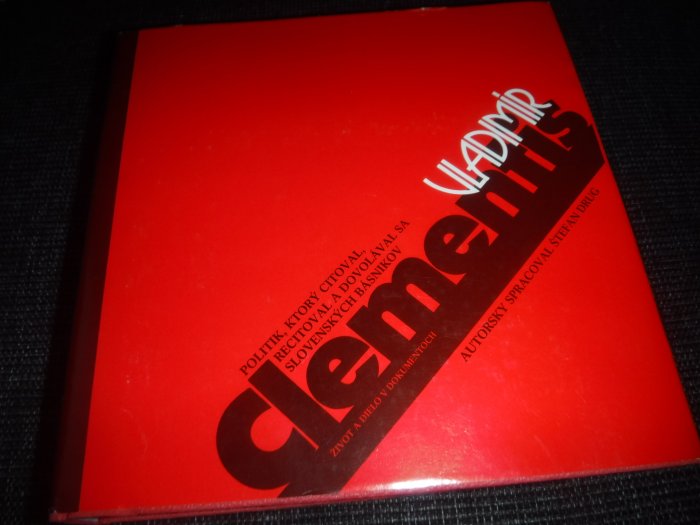 POLITIK, KTORÝ CITOVAL,
RECITOVAL A DOVOLÁVAL SA
SLOVENSKÝCH BÁSNIKOV
VLADIMÍR
Clementis
ŽIVOT A DIELO V DOKUMENTOCH
AUTORSKY SPRACOVAL ŠTEFAN DRUG